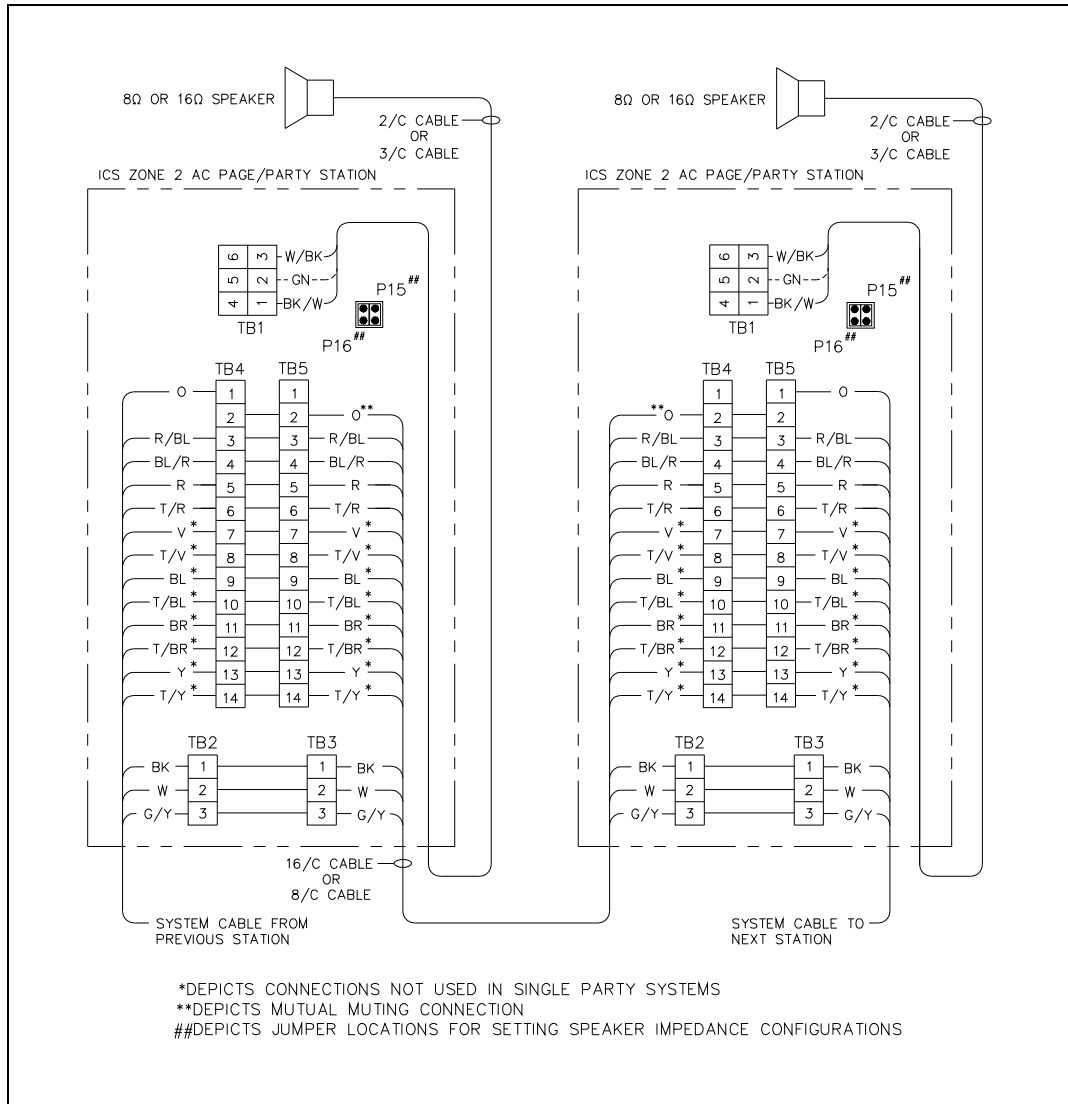 8Ω OR 16Ω SPEAKER
2/C CABLE
OR
3/C CABLE
ICS ZONE 2 AC PAGE/PARTY STATION
6 3 W/BK
5 2 GN
4 1 BK/W
TB1
P15##
P16##
TB4 TB5
O 1 1
2 2 O**
R/BL 3 3 R/BL
BL/R 4 4 BL/R
R 5 5 R
T/R 6 6 T/R
V* 7 7 V*
T/V* 8 8 T/V*
BL* 9 9 BL*
T/BL* 10 10 T/BL*
BR* 11 11 BR*
T/BR* 12 12 T/BR*
Y* 13 13 Y*
T/Y* 14 14 T/Y*
TB2 TB3
BK 1 1 BK
W 2 2 W
G/Y 3 3 G/Y
16/C CABLE
OR
8/C CABLE
SYSTEM CABLE FROM
PREVIOUS STATION
8Ω OR 16Ω SPEAKER
2/C CABLE
OR
3/C CABLE
ICS ZONE 2 AC PAGE/PARTY STATION
6 3 W/BK
5 2 GN
4 1 BK/W
TB1
P15##
P16##
TB4 TB5
1 1 O
**O 2 2
R/BL 3 3 R/BL
BL/R 4 4 BL/R
R 5 5 R
T/R 6 6 T/R
V* 7 7 V*
T/V* 8 8 T/V*
BL* 9 9 BL*
T/BL* 10 10 T/BL*
BR* 11 11 BR*
T/BR* 12 12 T/BR*
Y* 13 13 Y*
T/Y* 14 14 T/Y*
TB2 TB3
BK 1 1 BK
W 2 2 W
G/Y 3 3 G/Y
SYSTEM CABLE TO
NEXT STATION
*DEPICTS CONNECTIONS NOT USED IN SINGLE PARTY SYSTEMS
**DEPICTS MUTUAL MUTING CONNECTION
##DEPICTS JUMPER LOCATIONS FOR SETTING SPEAKER IMPEDANCE CONFIGURATIONS